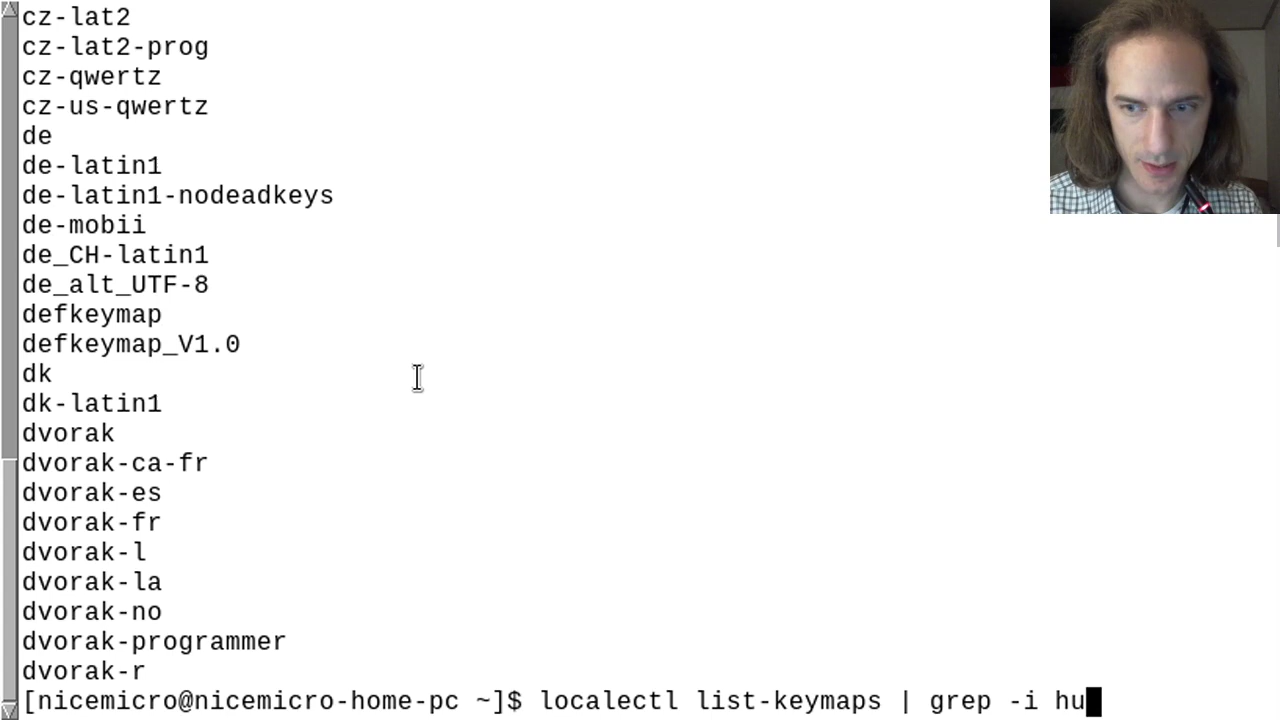 cz-lat2
cz-lat2-prog
cz-qwertz
cz-us-qwertz
de
de-latin1
de-latin1-nodeadkeys
de-mobii
de_CH-latin1
de_alt_UTF-8
defkeymap
defkeymap_V1.0
dk
dk-latin1
dvorak
dvorak-ca-fr
dvorak-es
dvorak-fr
dvorak-l
dvorak-la
dvorak-no
dvorak-programmer
dvorak-r
[nicemicro@nicemicro-home-pc ~]$ localectl list-keymaps | grep -i hu